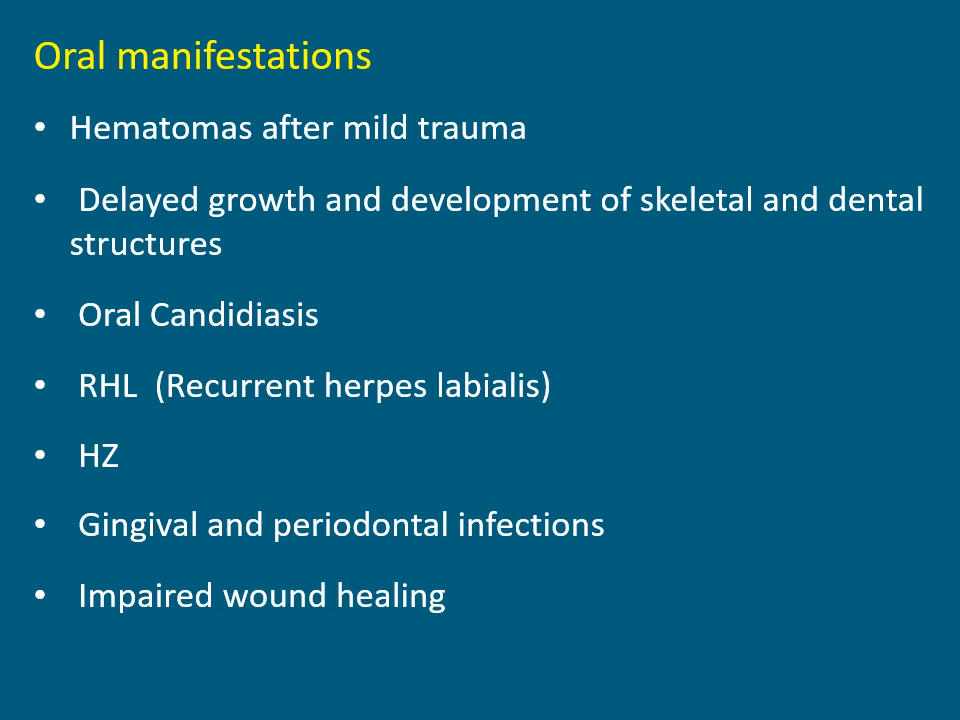 Oral manifestations
• Hematomas after mild trauma
• Delayed growth and development of skeletal and dental
structures
• Oral Candidiasis
• RHL (Recurrent herpes labialis)
• HZ
• Gingival and periodontal infections
• Impaired wound healing